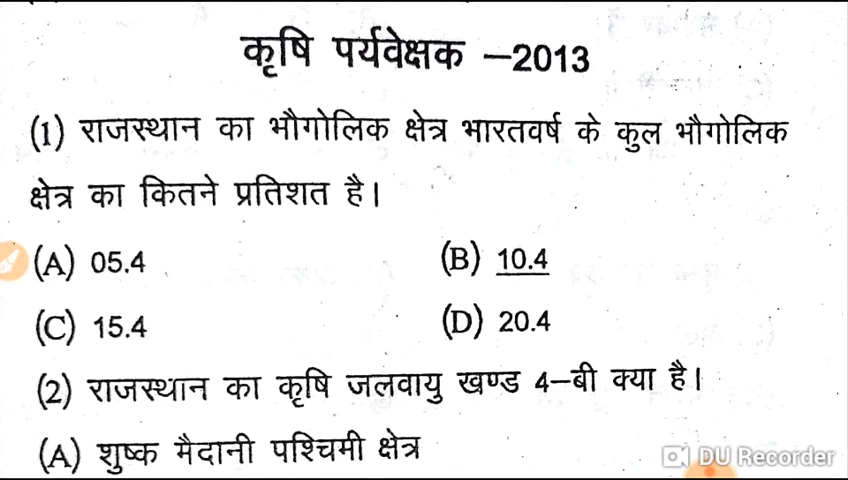 कृषि पर्यवेक्षक –2013
(1) राजस्थान का भौगोलिक क्षेत्र भारतवर्ष के कुल भौगोलिक
क्षेत्र का कितने प्रतिशत है।
(A) 05.4 (B) 10.4
(C) 15.4 (D) 20.4
(2) राजस्थान का कृषि जलवायु खण्ड 4–बी क्या है।
(A) शुष्क मैदानी पश्चिमी क्षेत्र
DU Recorder